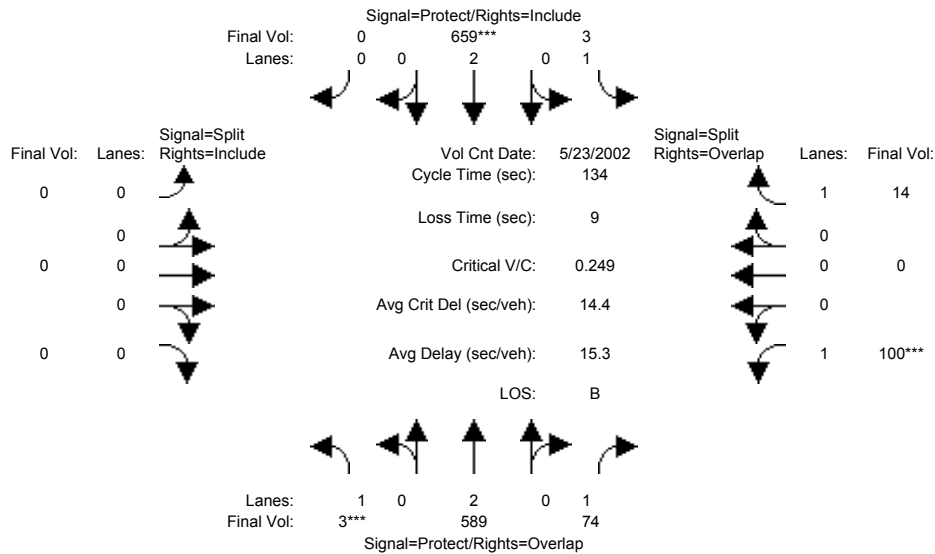 Signal=Protect/Rights=Include
Final Vol: 0 659*** 3
Lanes: 0 0 2 0 1
Signal=Split Signal=Split
Final Vol: Lanes: Rights=Include Vol Cnt Date: 5/23/2002 Rights=Overlap Lanes: Final Vol:
Cycle Time (sec): 134
0 0 1 14
Loss Time (sec): 9
0 0
0 0 Critical V/C: 0.249 0 0
0 Avg Crit Del (sec/veh): 14.4 0
0 0 Avg Delay (sec/veh): 15.3 1 100***
LOS: B
Lanes: 1 0 2 0 1
Final Vol: 3*** 589 74
Signal=Protect/Rights=Overlap